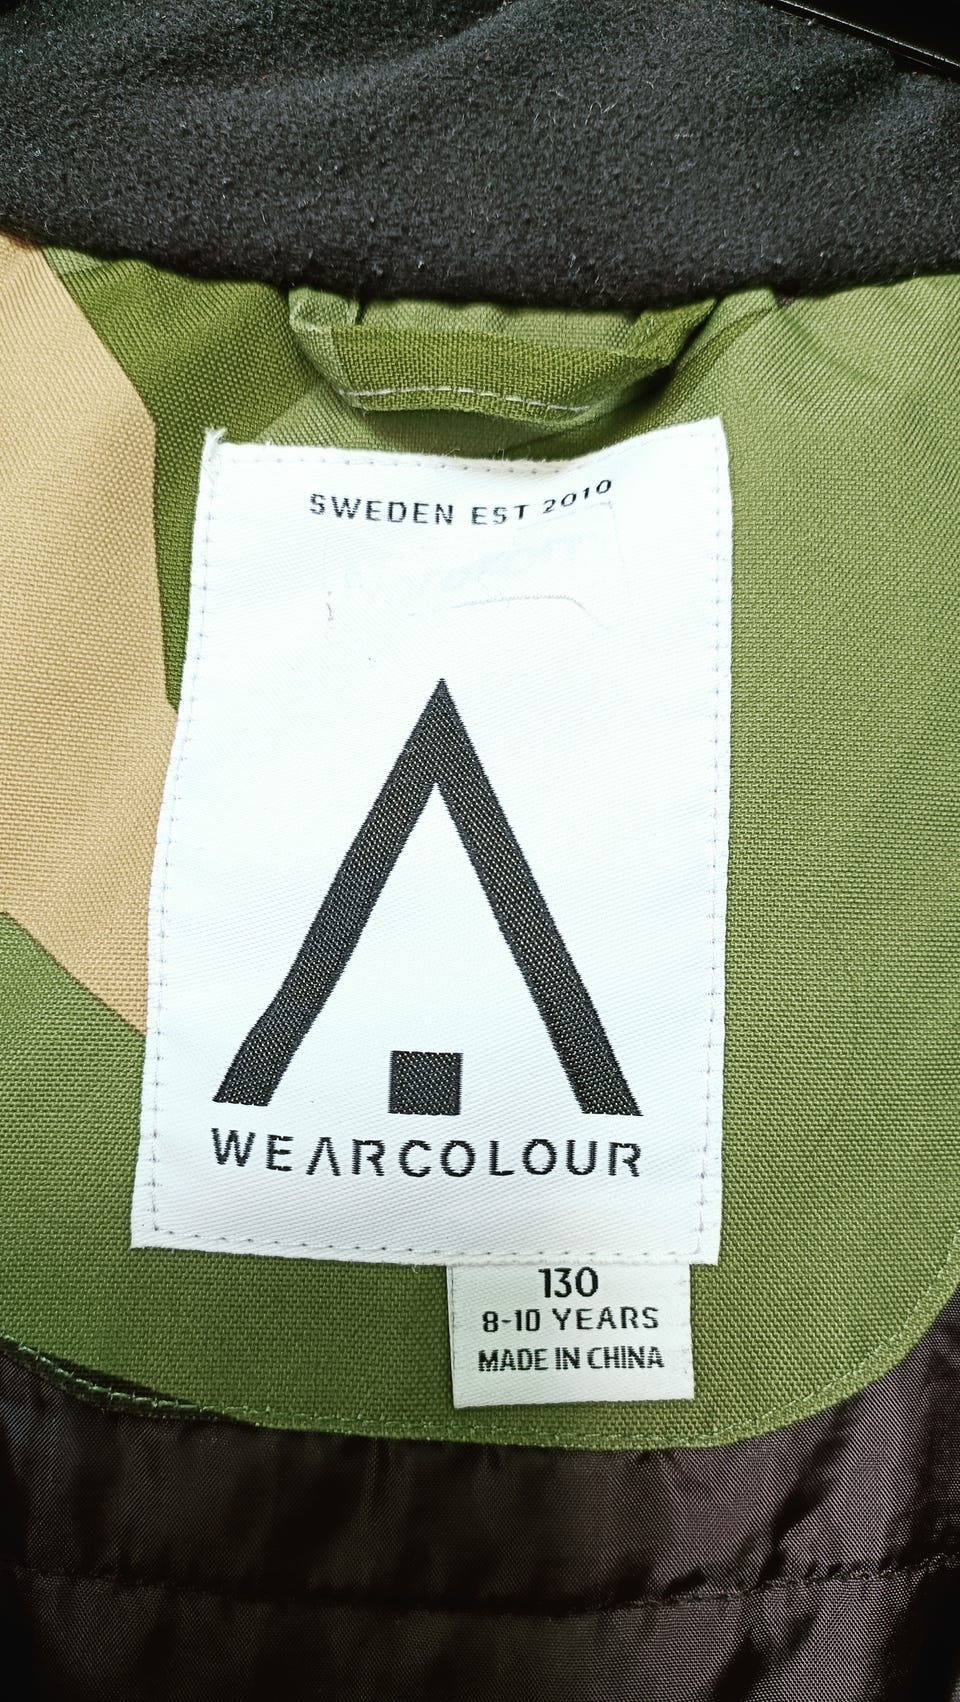 SWEDEN EST 2010
WEARCOLOUR
130
8-10 YEARS
MADE IN CHINA